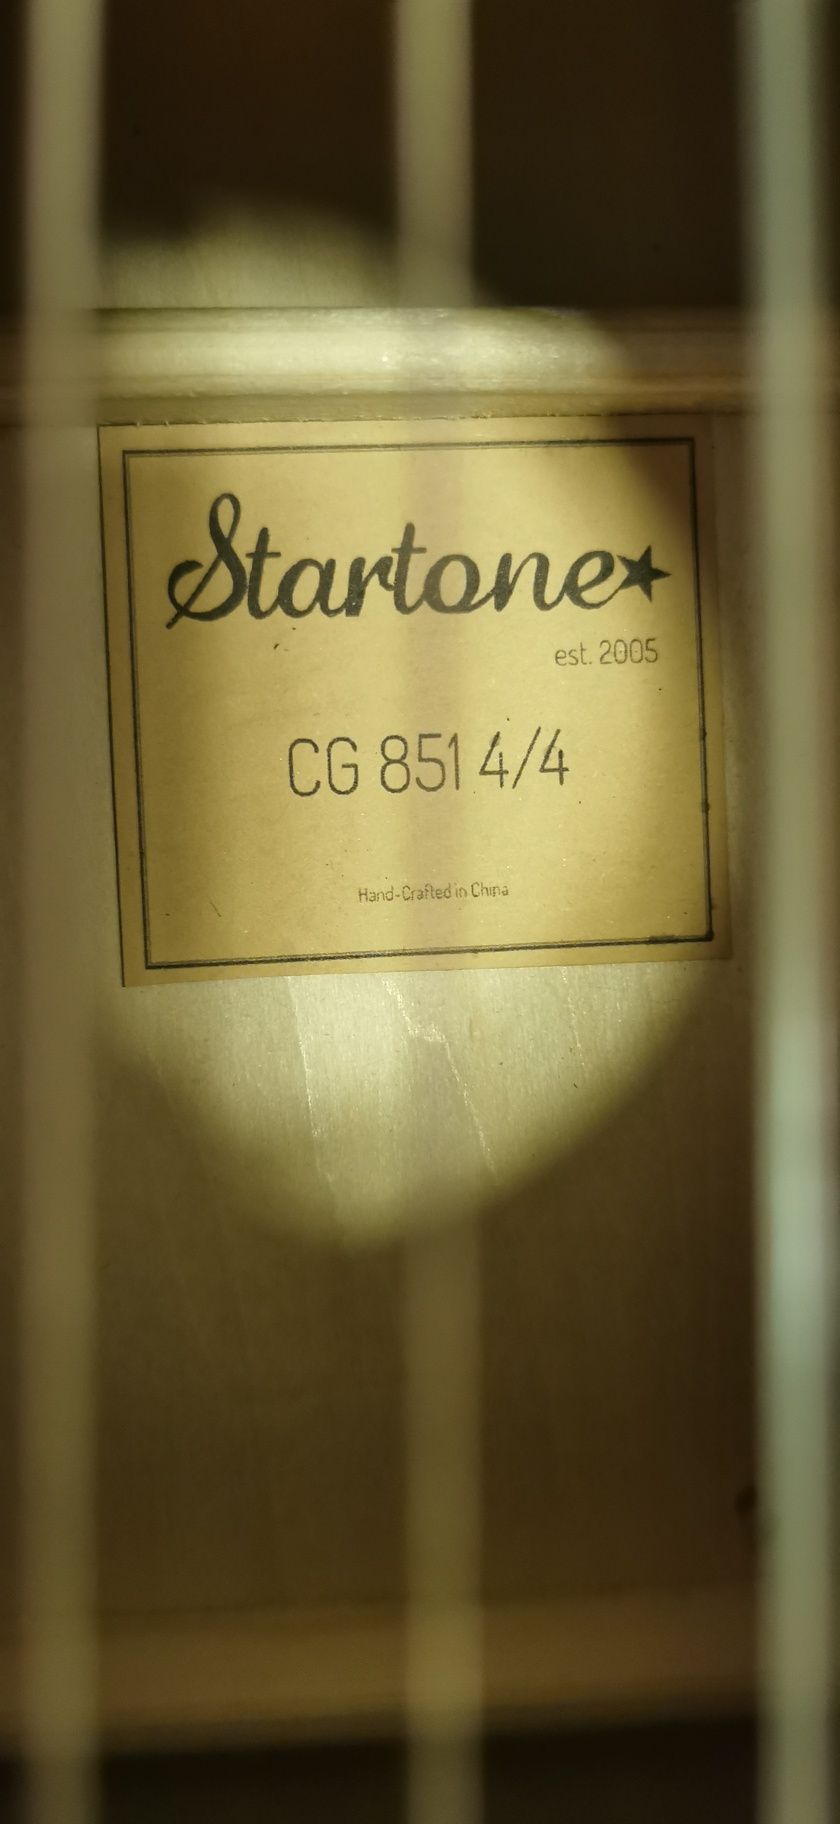 Startone
est. 2005
CG 851 4/4
Hand-Crafted in China